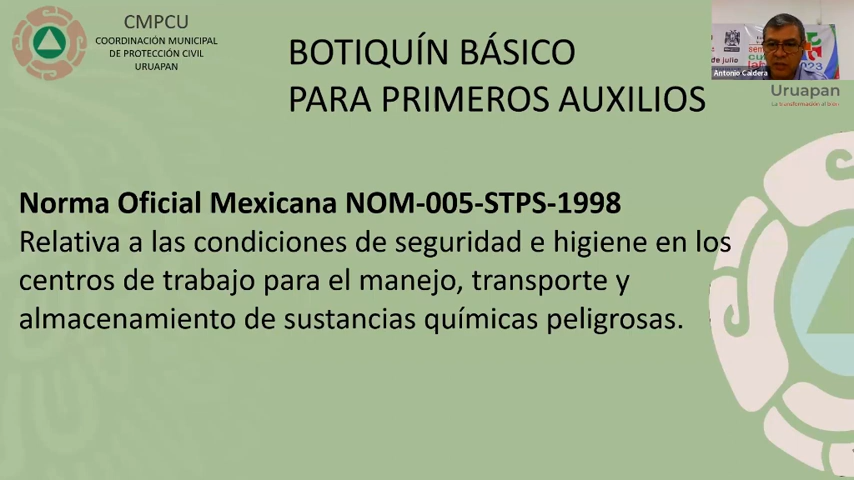 CMPCU
COORDINACIÓN MUNICIPAL
DE PROTECCIÓN CIVIL
URUAPAN
BOTIQUÍN BÁSICO
PARA PRIMEROS AUXILIOS
de julio
Antonio Caldera
Uruapan
Norma Oficial Mexicana NOM-005-STPS-1998
Relativa a las condiciones de seguridad e higiene en los
centros de trabajo para el manejo, transporte y
almacenamiento de sustancias químicas peligrosas.